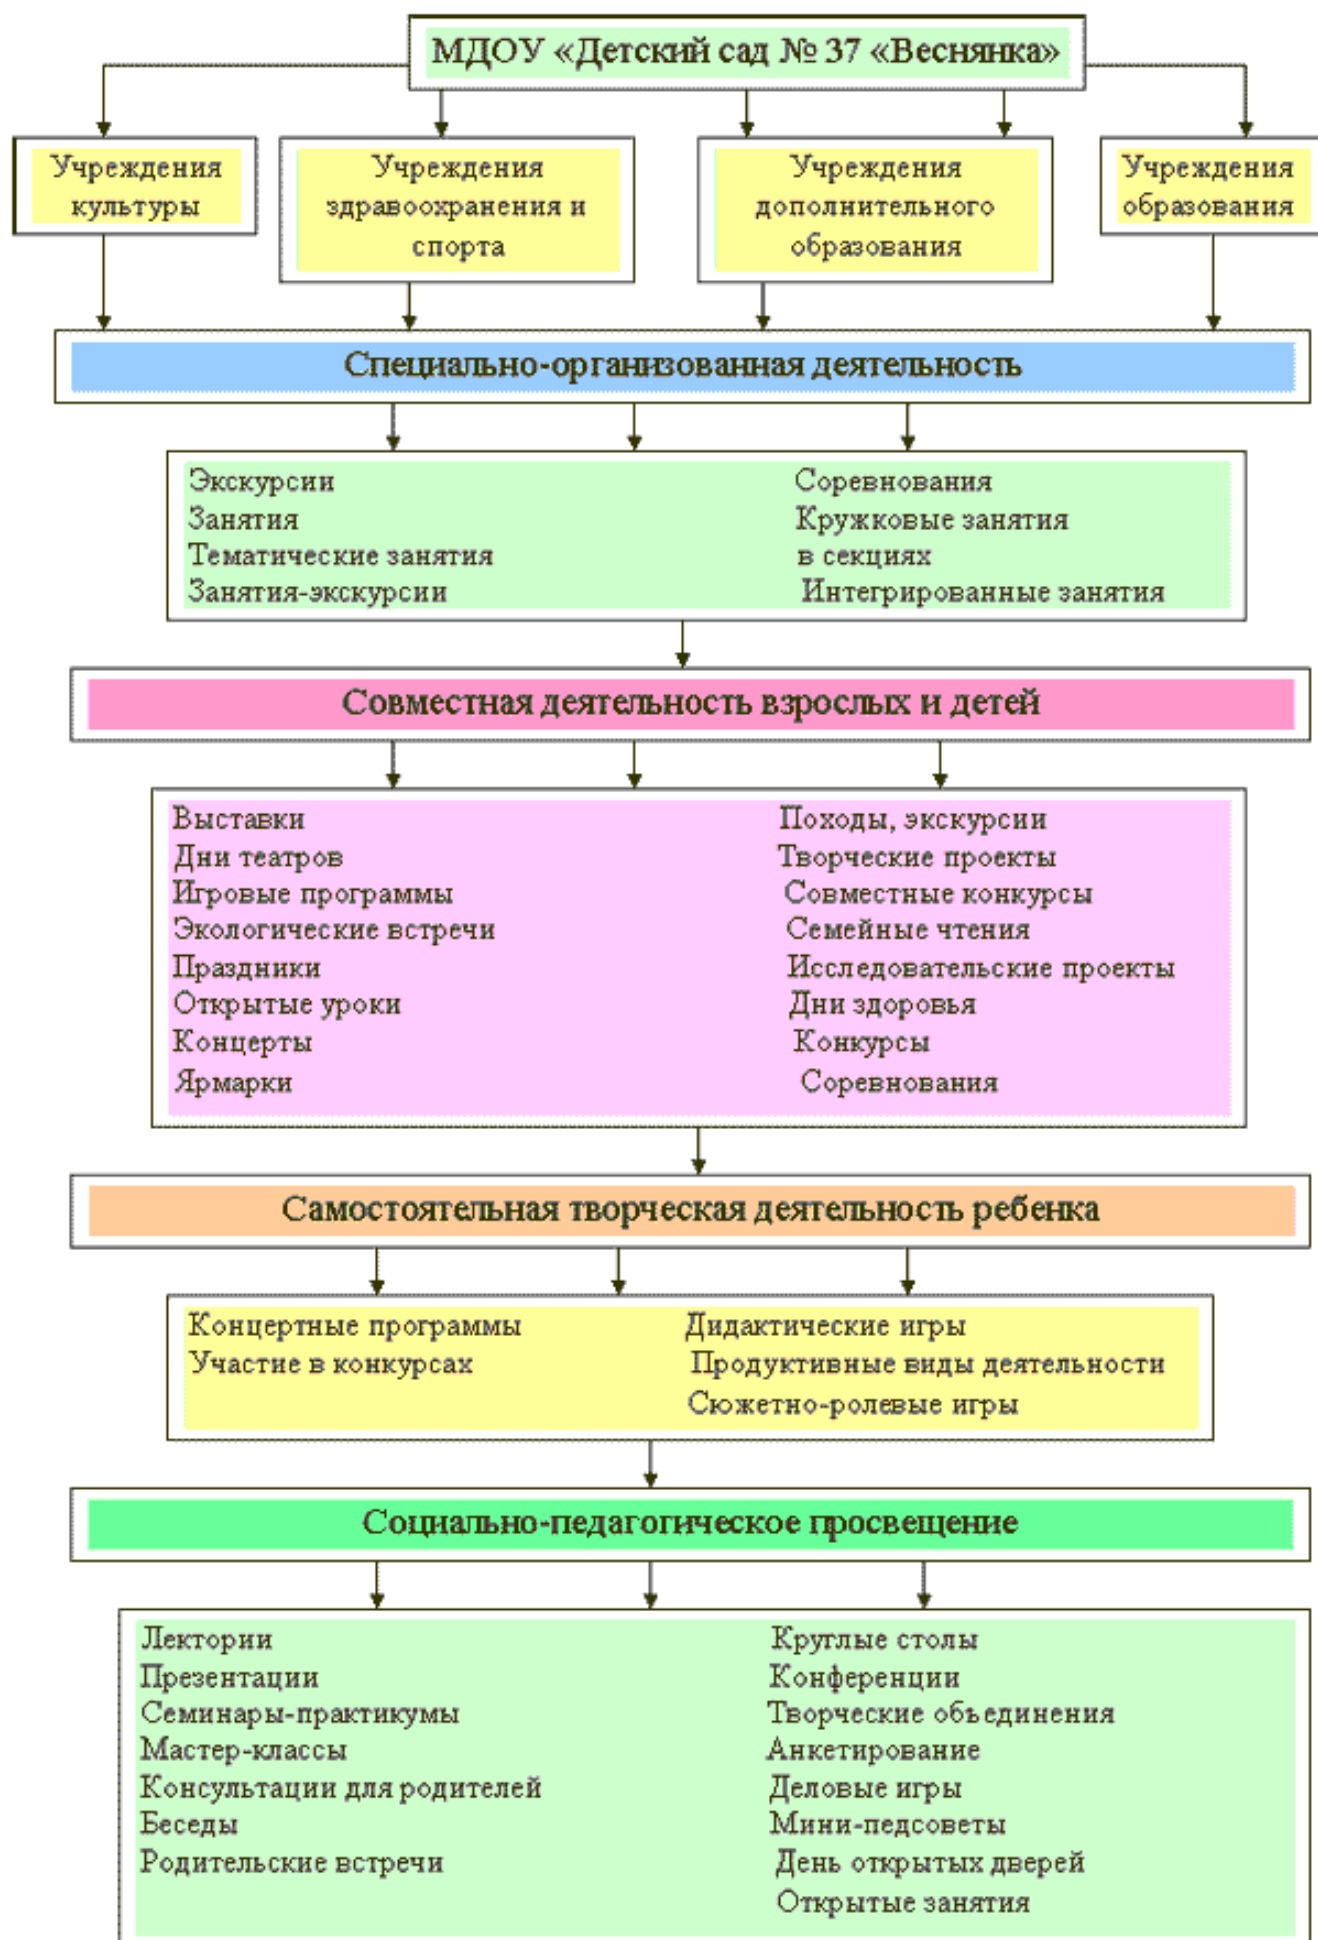 МДОУ «Детский сад № 37 «Веснянка»
Учреждения
культуры
Учреждения
здравоохранения и
спорта
Учреждения
дополнительного
образования
Учреждения
образования
Специально-организованная деятельность
Экскурсии
Занятия
Тематические занятия
Занятия-экскурсии
Соревнования
Кружковые занятия
в секциях
Интегрированные занятия
Совместная деятельность взрослых и детей
Выставки
Дни театров
Игровые программы
Экологические встречи
Праздники
Открытые уроки
Концерты
Ярмарки
Походы, экскурсии
Творческие проекты
Совместные конкурсы
Семейные чтения
Исследовательские проекты
Дни здоровья
Конкурсы
Соревнования
Самостоятельная творческая деятельность ребенка
Концертные программы
Участие в конкурсах
Дидактические игры
Продуктивные виды деятельности
Сюжетно-ролевые игры
Социально-педагогическое просвещение
Лектории
Презентации
Семинары-практикумы
Мастер-классы
Консультации для родителей
Беседы
Родительские встречи
Круглые столы
Конференции
Творческие обьединения
Анкетирование
Деловые игры
Мини-педсоветы
День открытых дверей
Открытые занятия